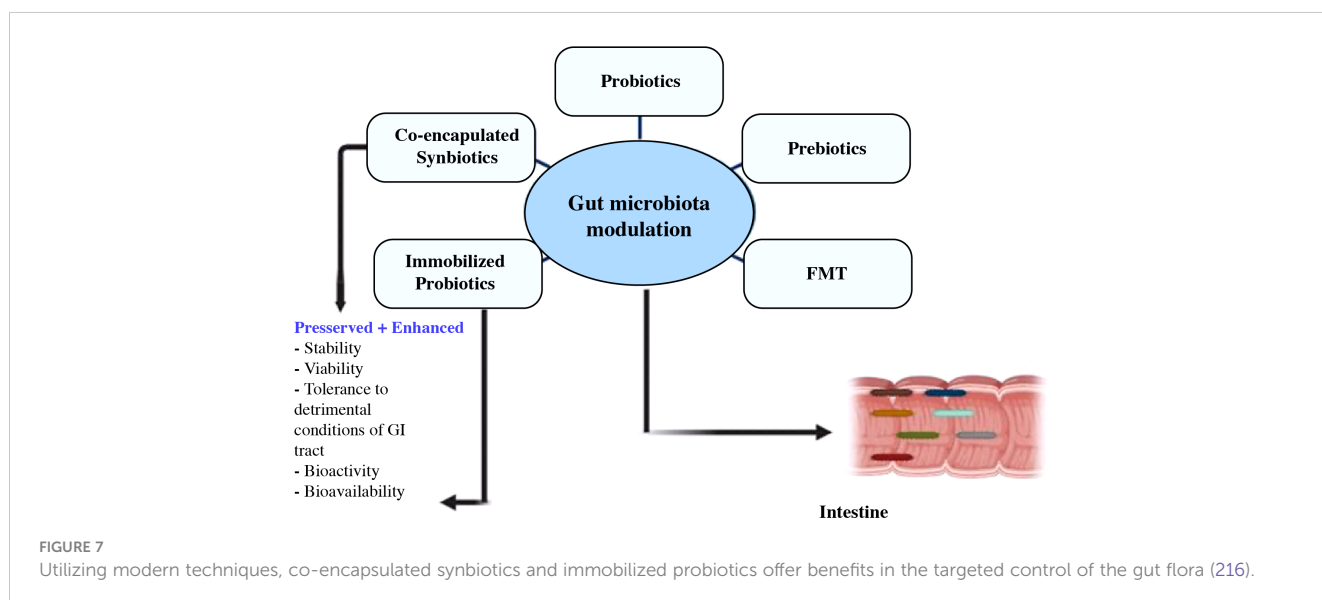 Probiotics
Co-encapulated
Synbiotics
Prebiotics
Gut microbiota
modulation
Immobilized
Probiotics
FMT
Presserved + Enhanced
- Stability
- Viability
- Tolerance to
detrimental
conditions of GI
tract
- Bioactivity
- Bioavailability
Intestine
FIGURE 7
Utilizing modern techniques, co-encapsulated synbiotics and immobilized probiotics offer benefits in the targeted control of the gut flora (216).